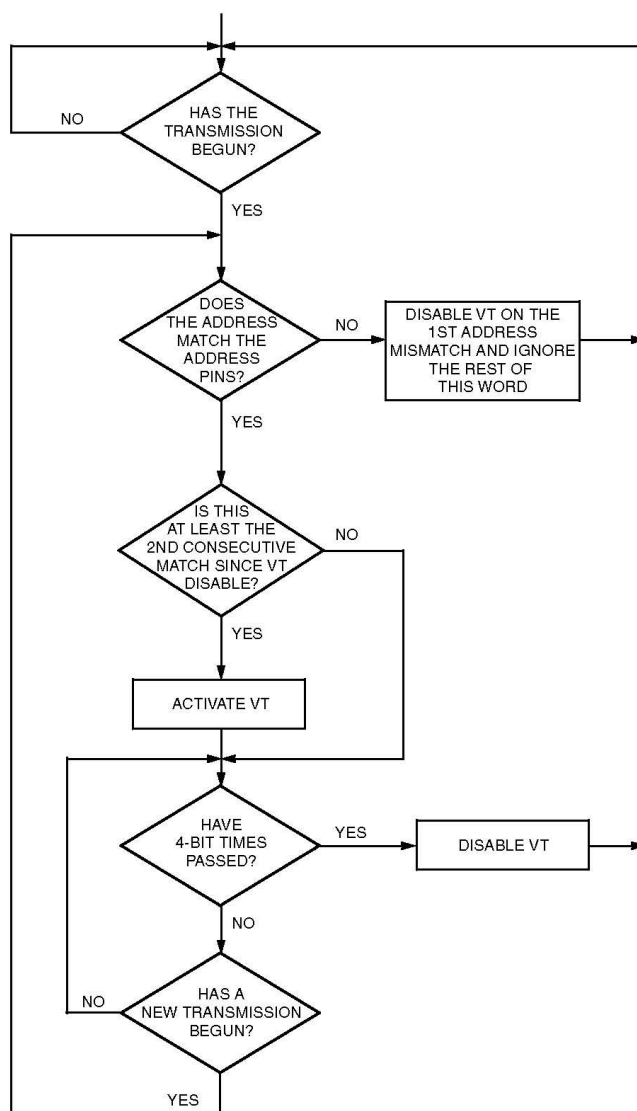 HAS THE
TRANSMISSION
BEGUN?
NO
YES
DOES
THE ADDRESS
MATCH THE
ADDRESS
PINS?
NO
DISABLE VT ON THE
1ST ADDRESS
MISMATCH AND IGNORE
THE REST OF
THIS WORD
YES
IS THIS
AT LEAST THE
2ND CONSECUTIVE
MATCH SINCE VT
DISABLE?
NO
YES
ACTIVATE VT
HAVE
4-BIT TIMES
PASSED?
YES
DISABLE VT
NO
HAS A
NEW TRANSMISSION
BEGUN?
NO
YES